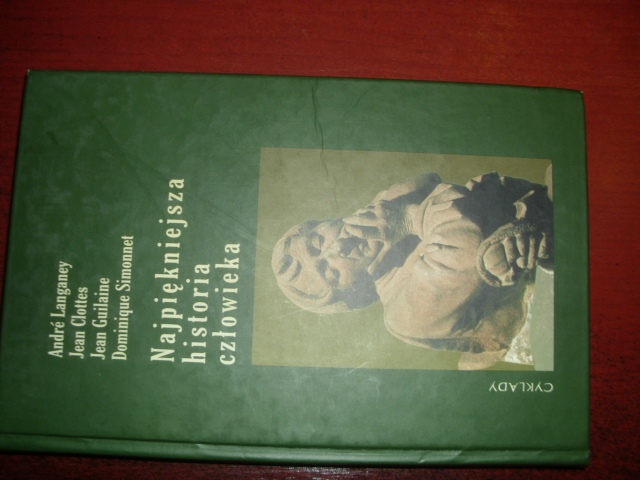 André Langaney
Jean Clottes
Jean Guilaine
Dominique Simonnet
Najpiękniejsza
historia
człowieka
CYKLADY